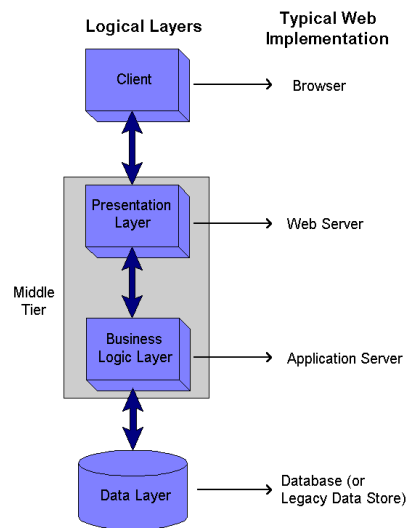 Logical Layers
Typical Web
Implementation
Client
Browser
Presentation
Layer
Web Server
Middle
Tier
Business
Logic Layer
Application Server
Data Layer
Database (or
Legacy Data Store)